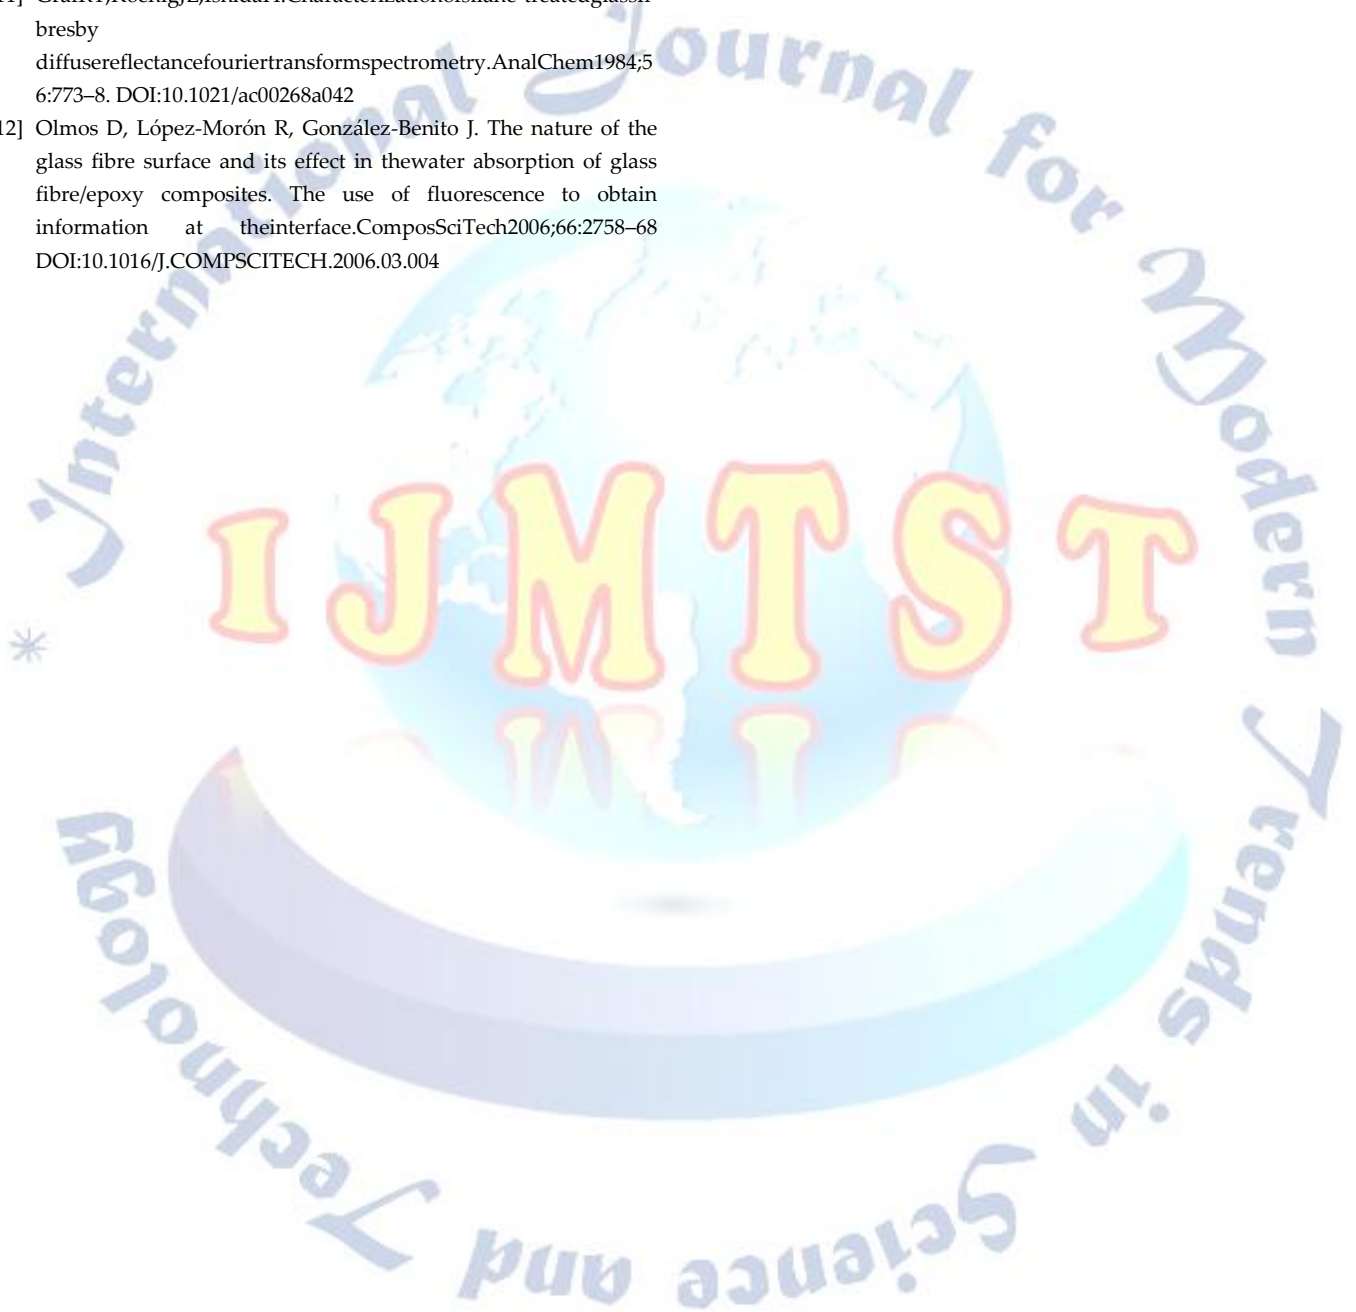 bresby
diffusereflectancefouriertransformspectrometry.AnalChem1984;5
6:773–8. DOI:10.1021/ac00268a042
12] Olmos D, López-Morón R, González-Benito J. The nature of the
glass fibre surface and its effect in thewater absorption of glass
fibre/epoxy composites. The use of fluorescence to obtain
information at theinterface.ComposSciTech2006;66:2758–68
DOI:10.1016/J.COMPSCITECH.2006.03.004
International Journal for Modern Trends in Science and Technology
*
IJMTST